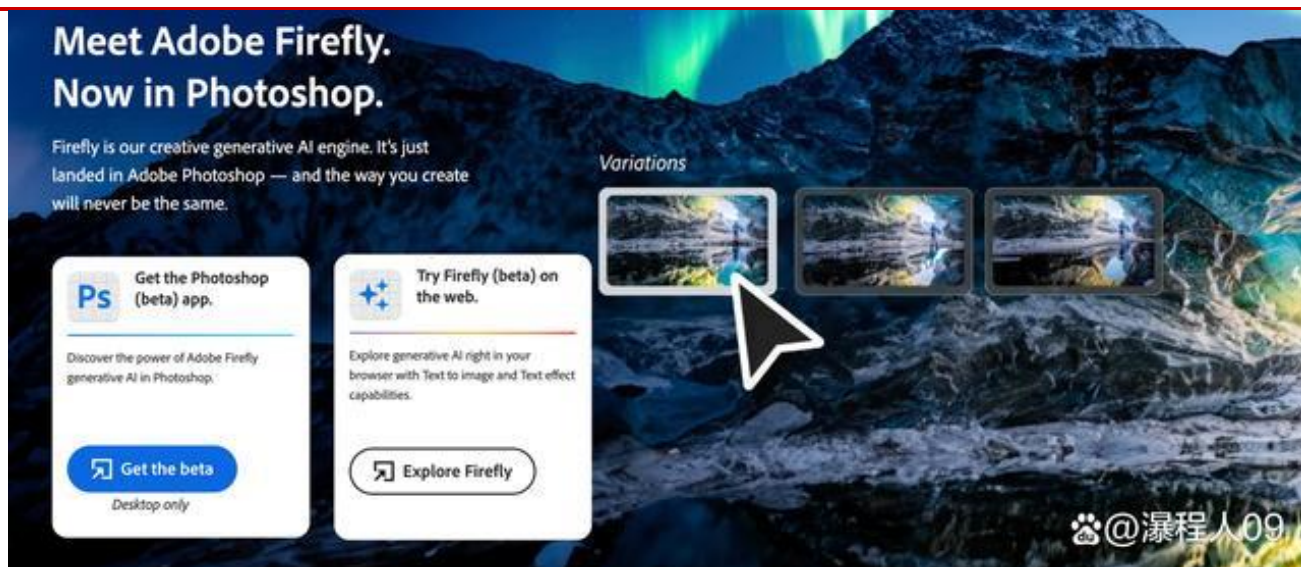 Meet Adobe Firefly.
Now in Photoshop.
Firefly is our creative generative AI engine. It's just
landed in Adobe Photoshop — and the way you create
will never be the same.
Variations
Ps
Get the Photoshop
(beta) app.
Discover the power of Adobe Firefly
generative AI in Photoshop.
Get the beta
Desktop only
Try Firefly (beta) on
the web.
Explore generative AI right in your
browser with Text to image and Text effect
capabilities.
Explore Firefly
du @瀑程人09